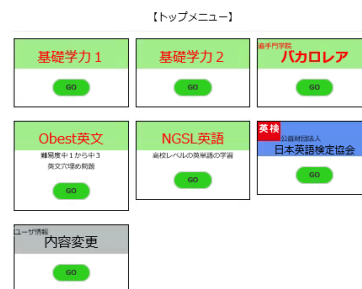 【トップメニュー】
基礎学力1
GO
基礎学力2
GO
追手門学院
バカロレア
GO
Obest英文
難易度中1から中3
英文穴埋め問題
GO
NGSL英語
高校レベルの英単語の学習
GO
英検
公益財団法人
日本英語検定協会
GO
ユーザ情報
内容変更
GO